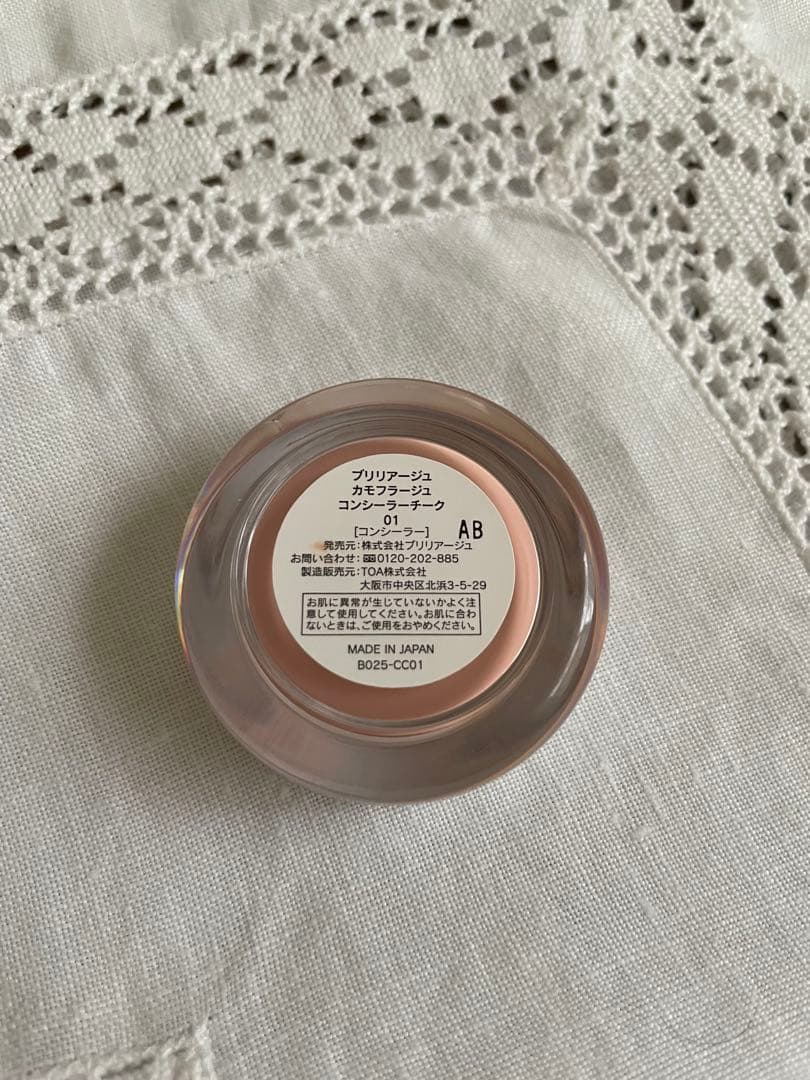 ブリリアージュ
カモフラージュ
コンシーラーチーク
01
[コンシーラー] AB
発売元:株式会社ブリリアージュ
お問い合わせ:0120-202-885
製造販売元:TOA株式会社
大阪市中央区北浜3-5-29
お肌に異常が生じていないかよく注
意して使用してください。お肌に合わ
ないときは、ご使用をおやめください。
MADE IN JAPAN
B025-CC01